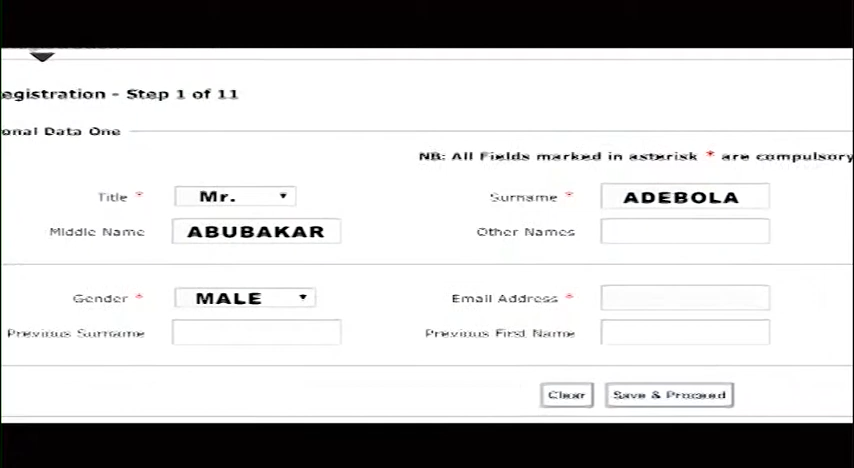 egistration - Step 1 of 11
onal Data One
NB: All Fields marked in asterisk * are compulsory
Title * Mr. Surname * ADEBOLA
Middle Name ABUBAKAR Other Names
Gender * MALE Email Address *
Previous Surname Previous First Name
Clear Save & Proceed